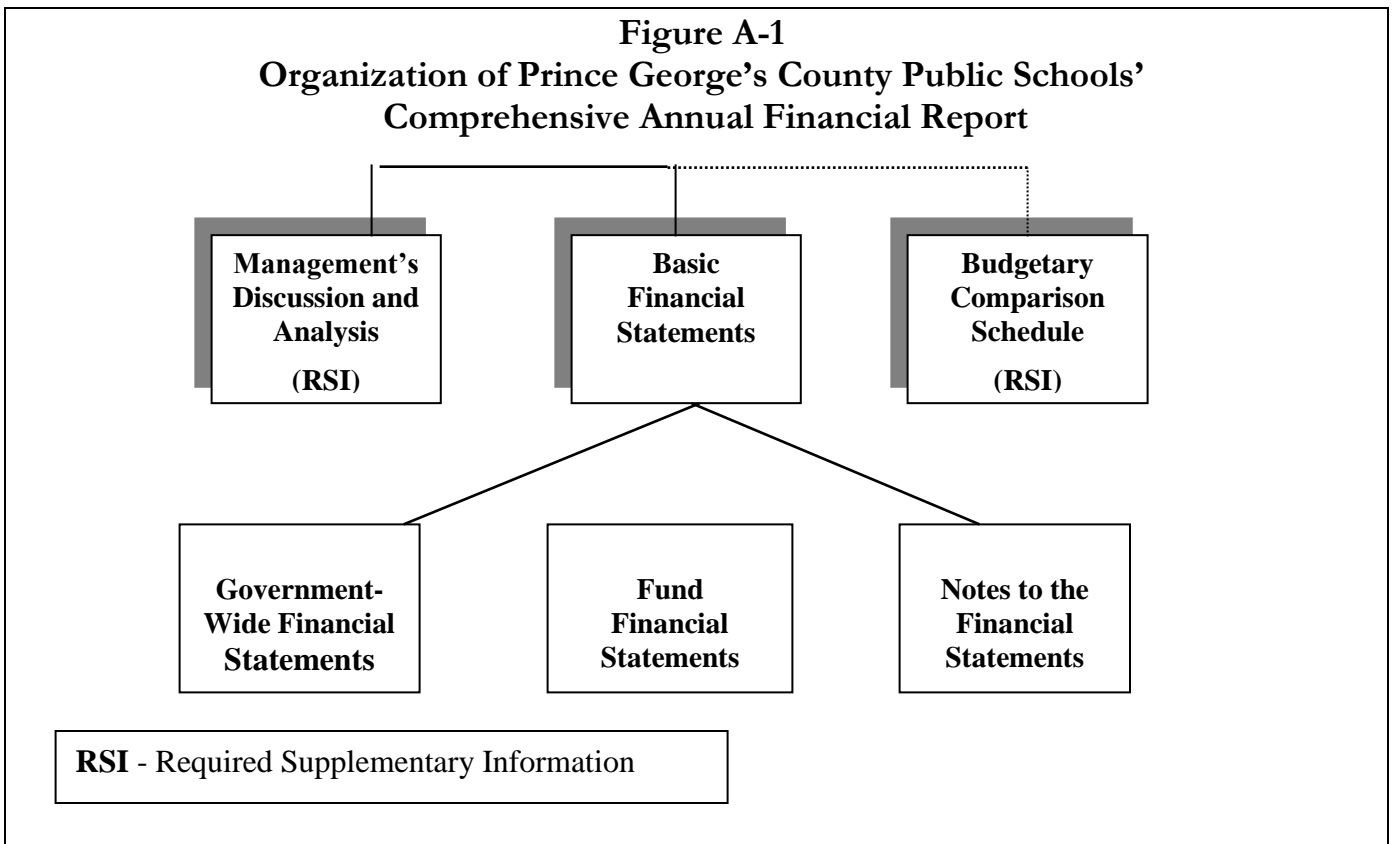 Figure A-1
Organization of Prince George’s County Public Schools’
Comprehensive Annual Financial Report
Management’s
Discussion and
Analysis
(RSI)
Basic
Financial
Statements
Budgetary
Comparison
Schedule
(RSI)
Government-
Wide Financial
Statements
Fund
Financial
Statements
Notes to the
Financial
Statements
RSI - Required Supplementary Information